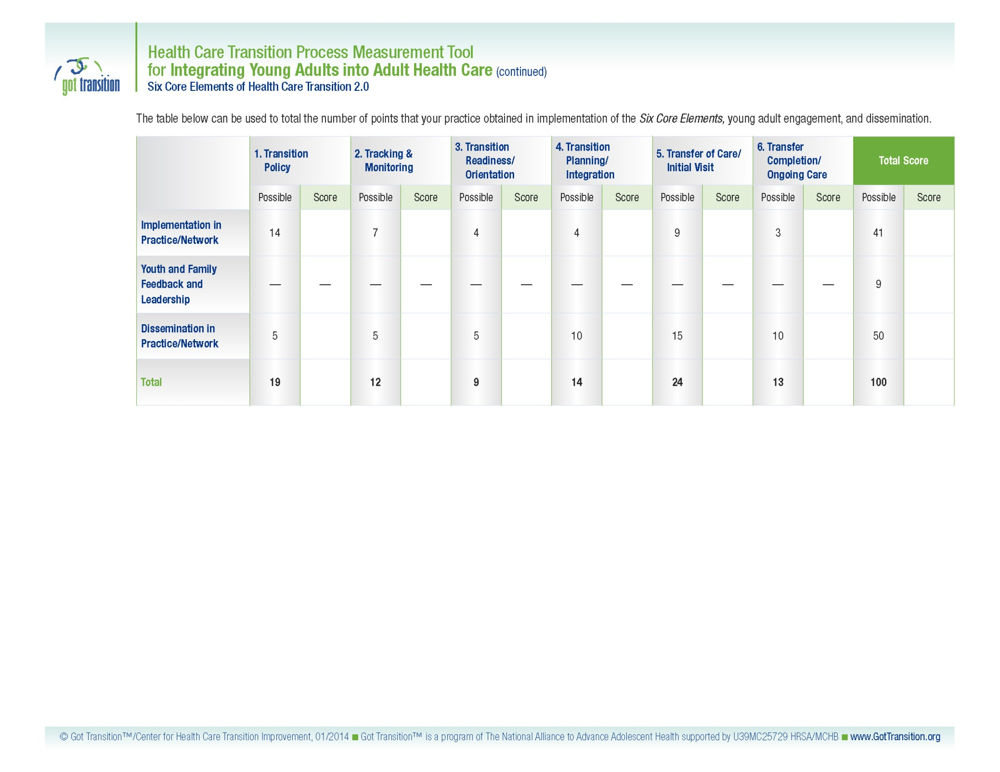 Health Care Transition Process Measurement Tool
for Integrating Young Adults into Adult Health Care (continued)
Six Core Elements of Health Care Transition 2.0
got transition
The table below can be used to total the number of points that your practice obtained in implementation of the Six Core Elements, young adult engagement, and dissemination.
1. Transition
Policy
2. Tracking &
Monitoring
3. Transition
Readiness/
Orientation
4. Transition
Planning/
Integration
5. Transfer of Care/
Initial Visit
6. Transfer
Completion/
Ongoing Care
Total Score
Possible Score Possible Score Possible Score Possible Score Possible Score Possible Score Possible Score
Implementation in
Practice/Network
14 7 4 4 9 3 41
Youth and Family
Feedback and
Leadership
— — — — — — — — — — — — 9
Dissemination in
Practice/Network
5 5 5 10 15 10 50
Total 19 12 9 14 24 13 100
© Got Transition™/Center for Health Care Transition Improvement, 01/2014 ■ Got Transition™ is a program of The National Alliance to Advance Adolescent Health supported by U39MC25729 HRSA/MCHB ■ www.GotTransition.org